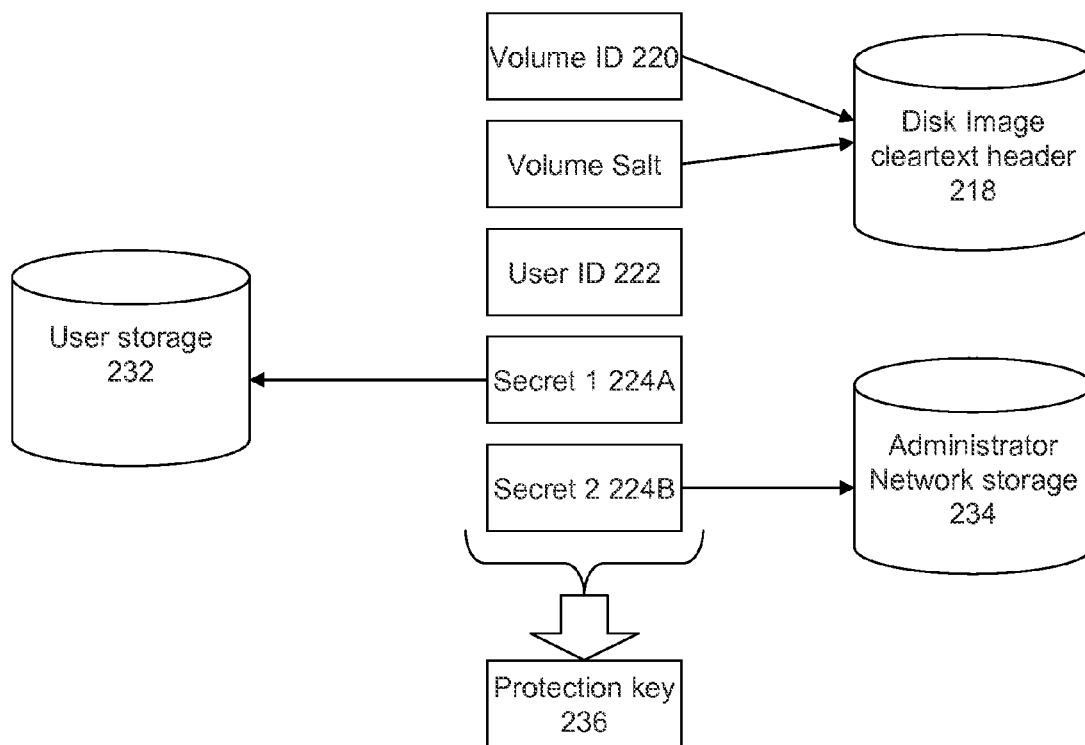 Volume ID 220
Disk Image
cleartext header
218
Volume Salt
User ID 222
User storage
232
Secret 1 224A
Administrator
Network storage
234
Secret 2 224B
Protection key
236